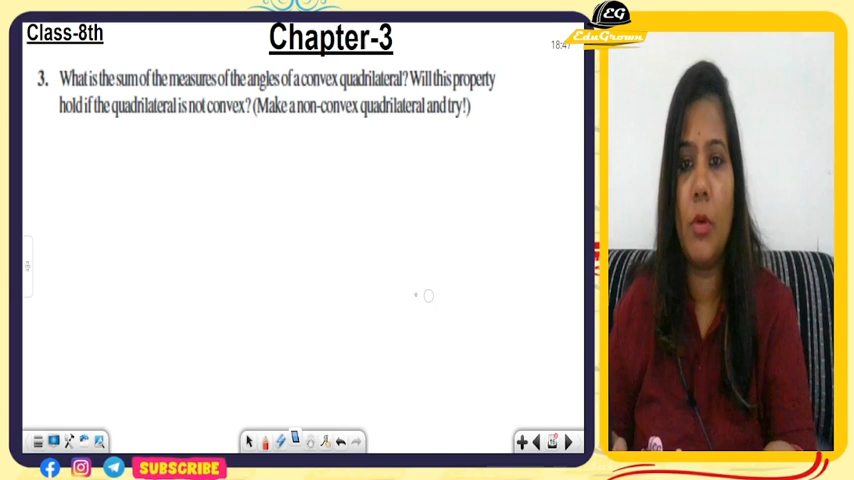 Class-8th
Chapter-3
EG
EduGrown
18:47
3. What is the sum of the measures of the angles of a convex quadrilateral? Will this property
hold if the quadrilateral is not convex? (Make a non-convex quadrilateral and try!)
SUBSCRIBE